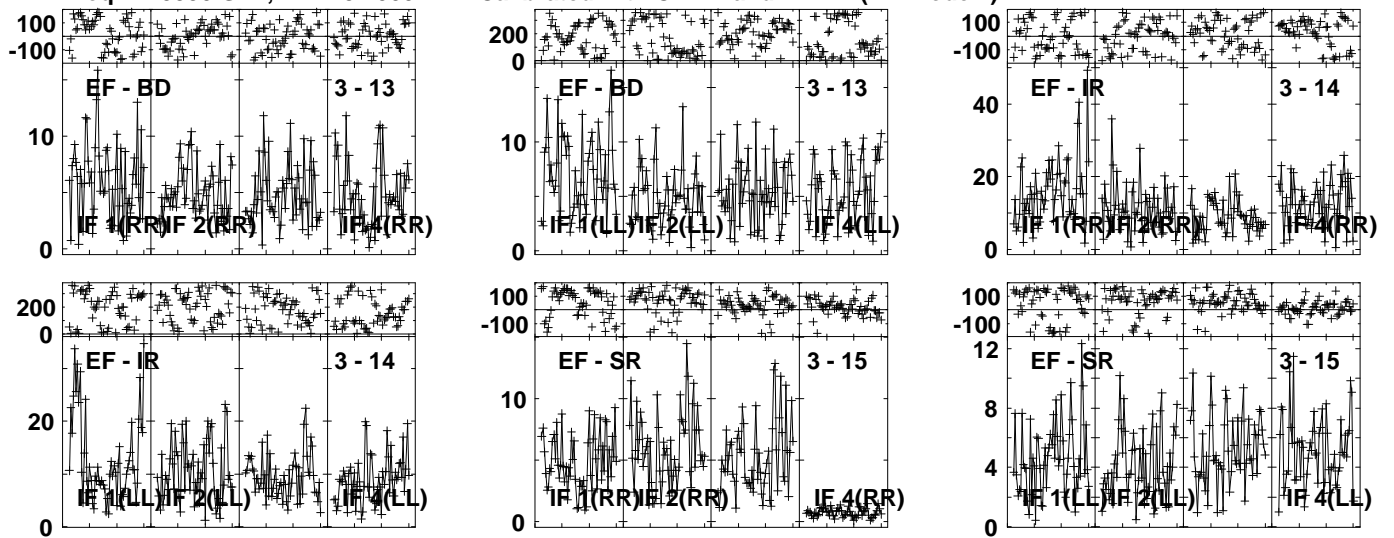 100
-100
EF - BD
3 - 13
10
0
IF 1(RR)
IF 2(RR)
IF 4(RR)
200
0
EF - BD
3 - 13
10
0
IF 1(LL)
IF 2(LL)
IF 4(LL)
100
-100
EF - IR
3 - 14
40
20
0
IF 1(RR)
IF 2(RR)
IF 4(RR)
200
0
EF - IR
3 - 14
20
0
IF 1(LL)
IF 2(LL)
IF 4(LL)
100
-100
EF - SR
3 - 15
10
0
IF 1(RR)
IF 2(RR)
IF 4(RR)
100
-100
EF - SR
3 - 15
12
8
4
0
IF 1(LL)
IF 2(LL)
IF 4(LL)